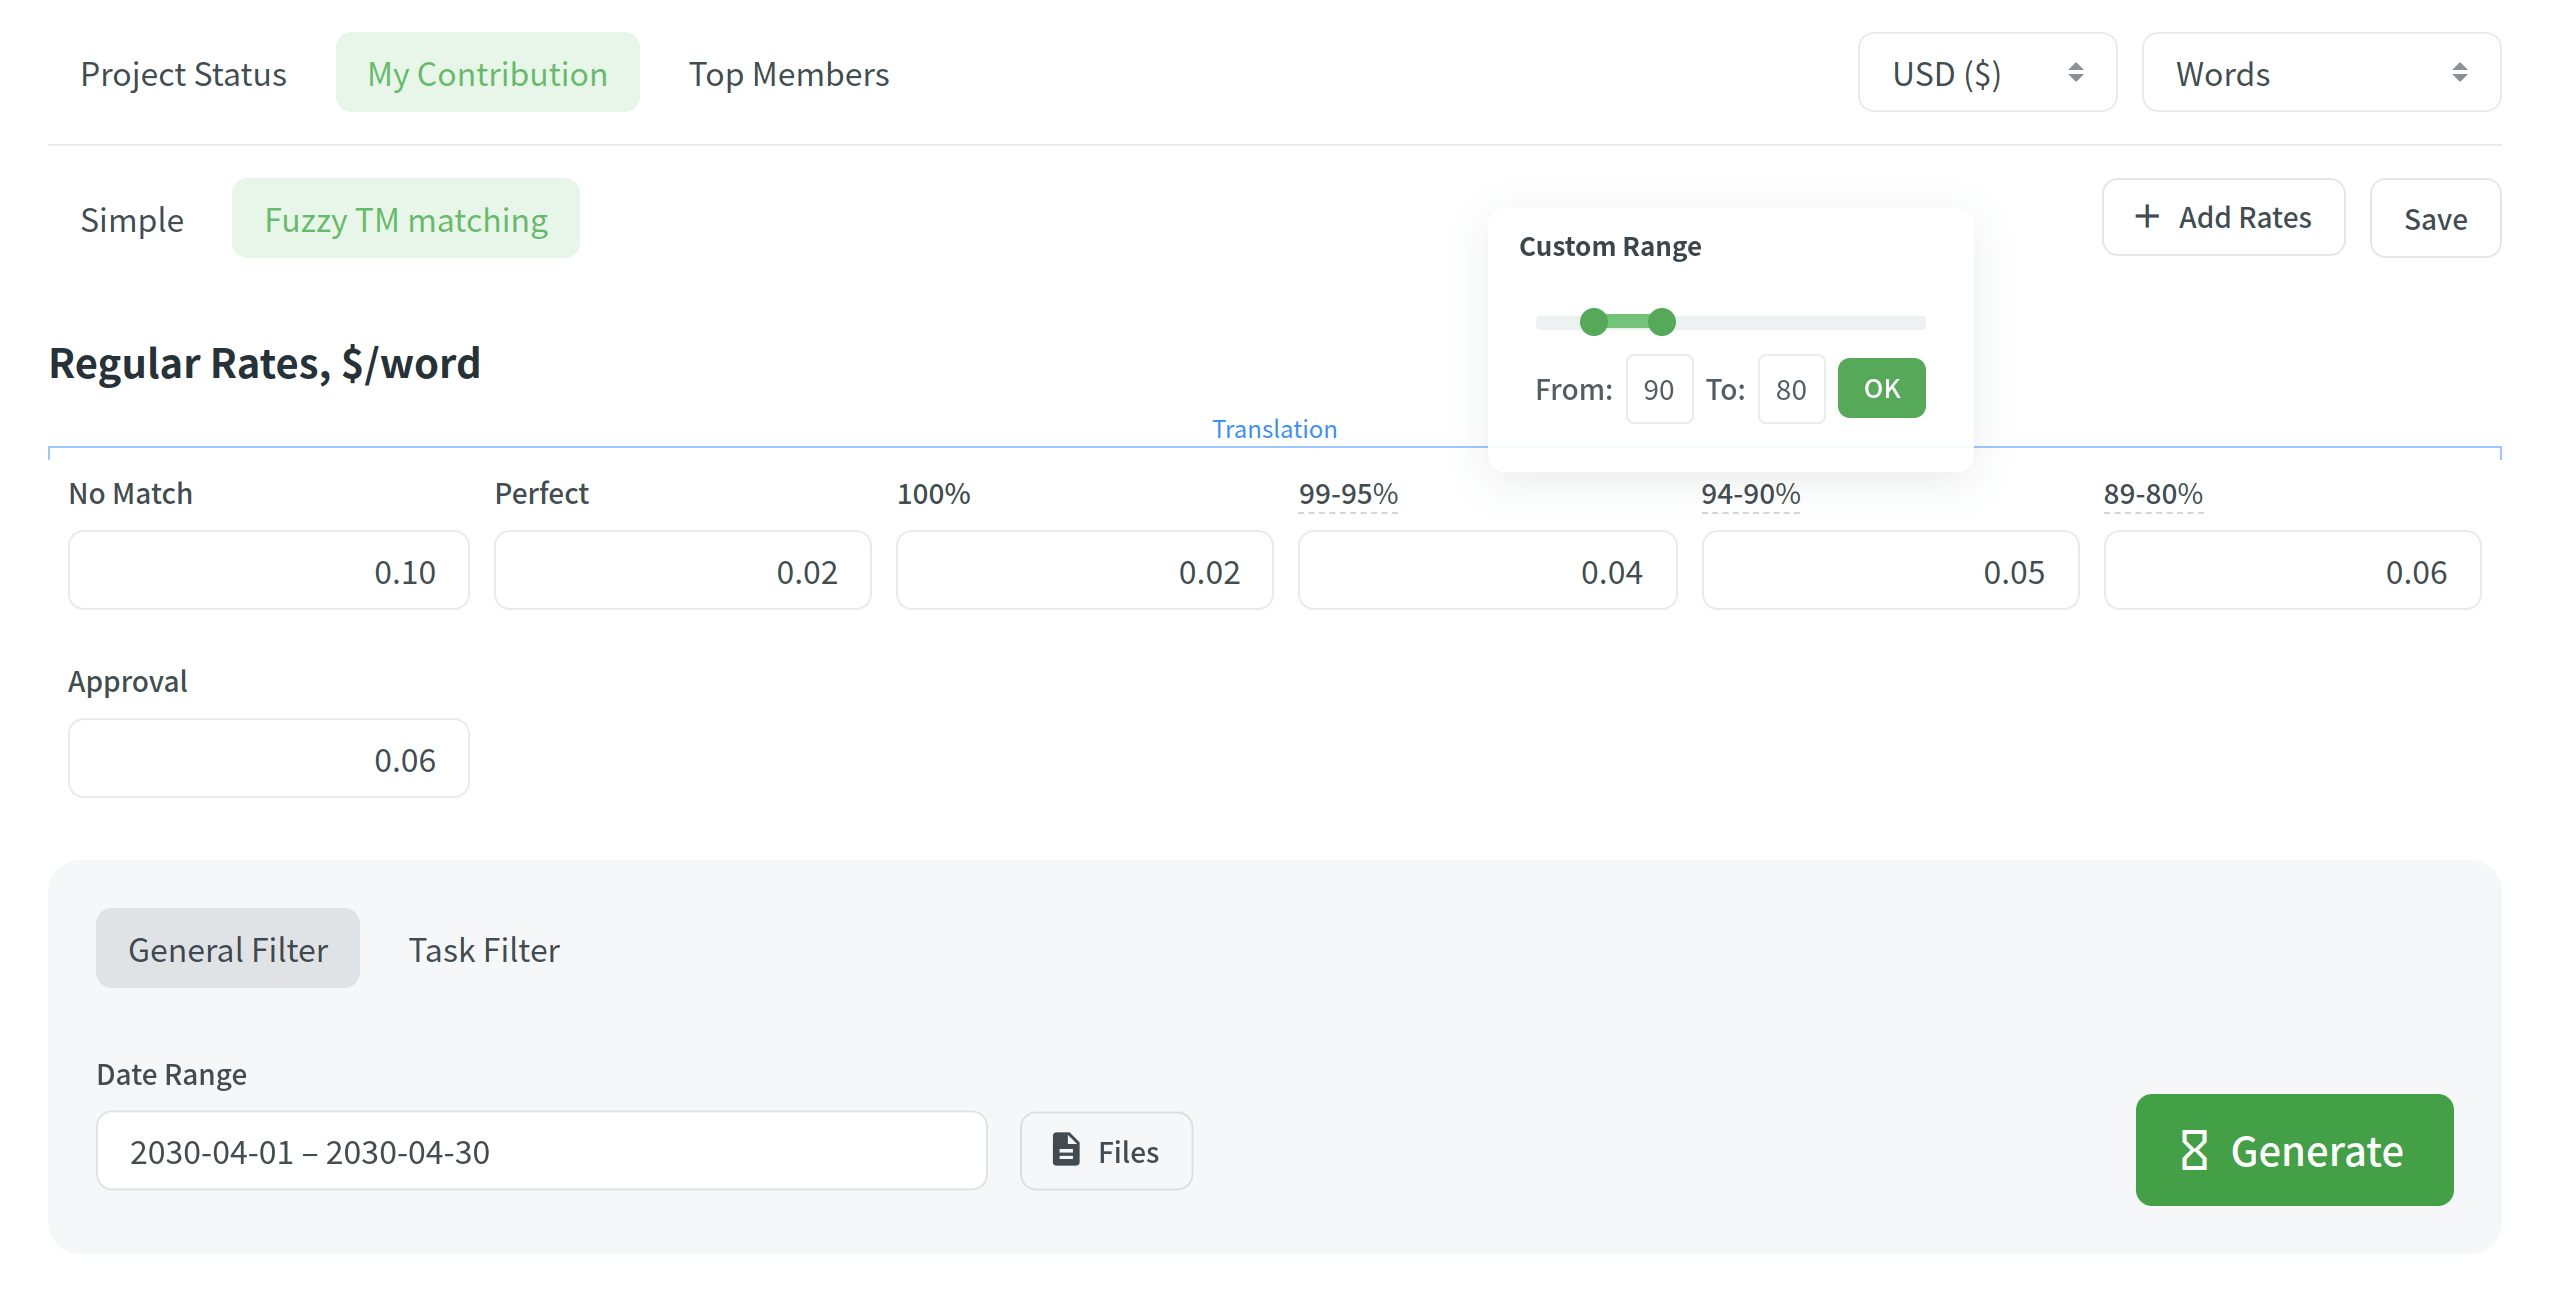 Project Status My Contribution Top Members USD ($) Words
Simple Fuzzy TM matching + Add Rates Save
Custom Range
From: 90 To: 80 OK
Regular Rates, $/word
Translation
No Match Perfect 100% 99-95% 94-90% 89-80%
0.10 0.02 0.02 0.04 0.05 0.06
Approval
0.06
General Filter Task Filter
Date Range
2030-04-01 – 2030-04-30 Files Generate